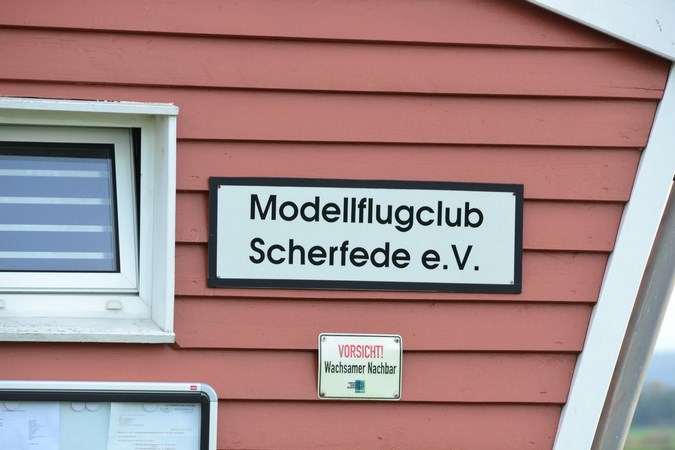 Modellflugclub
Scherfede e.V.
VORSICHT!
Wachsamer Nachbar